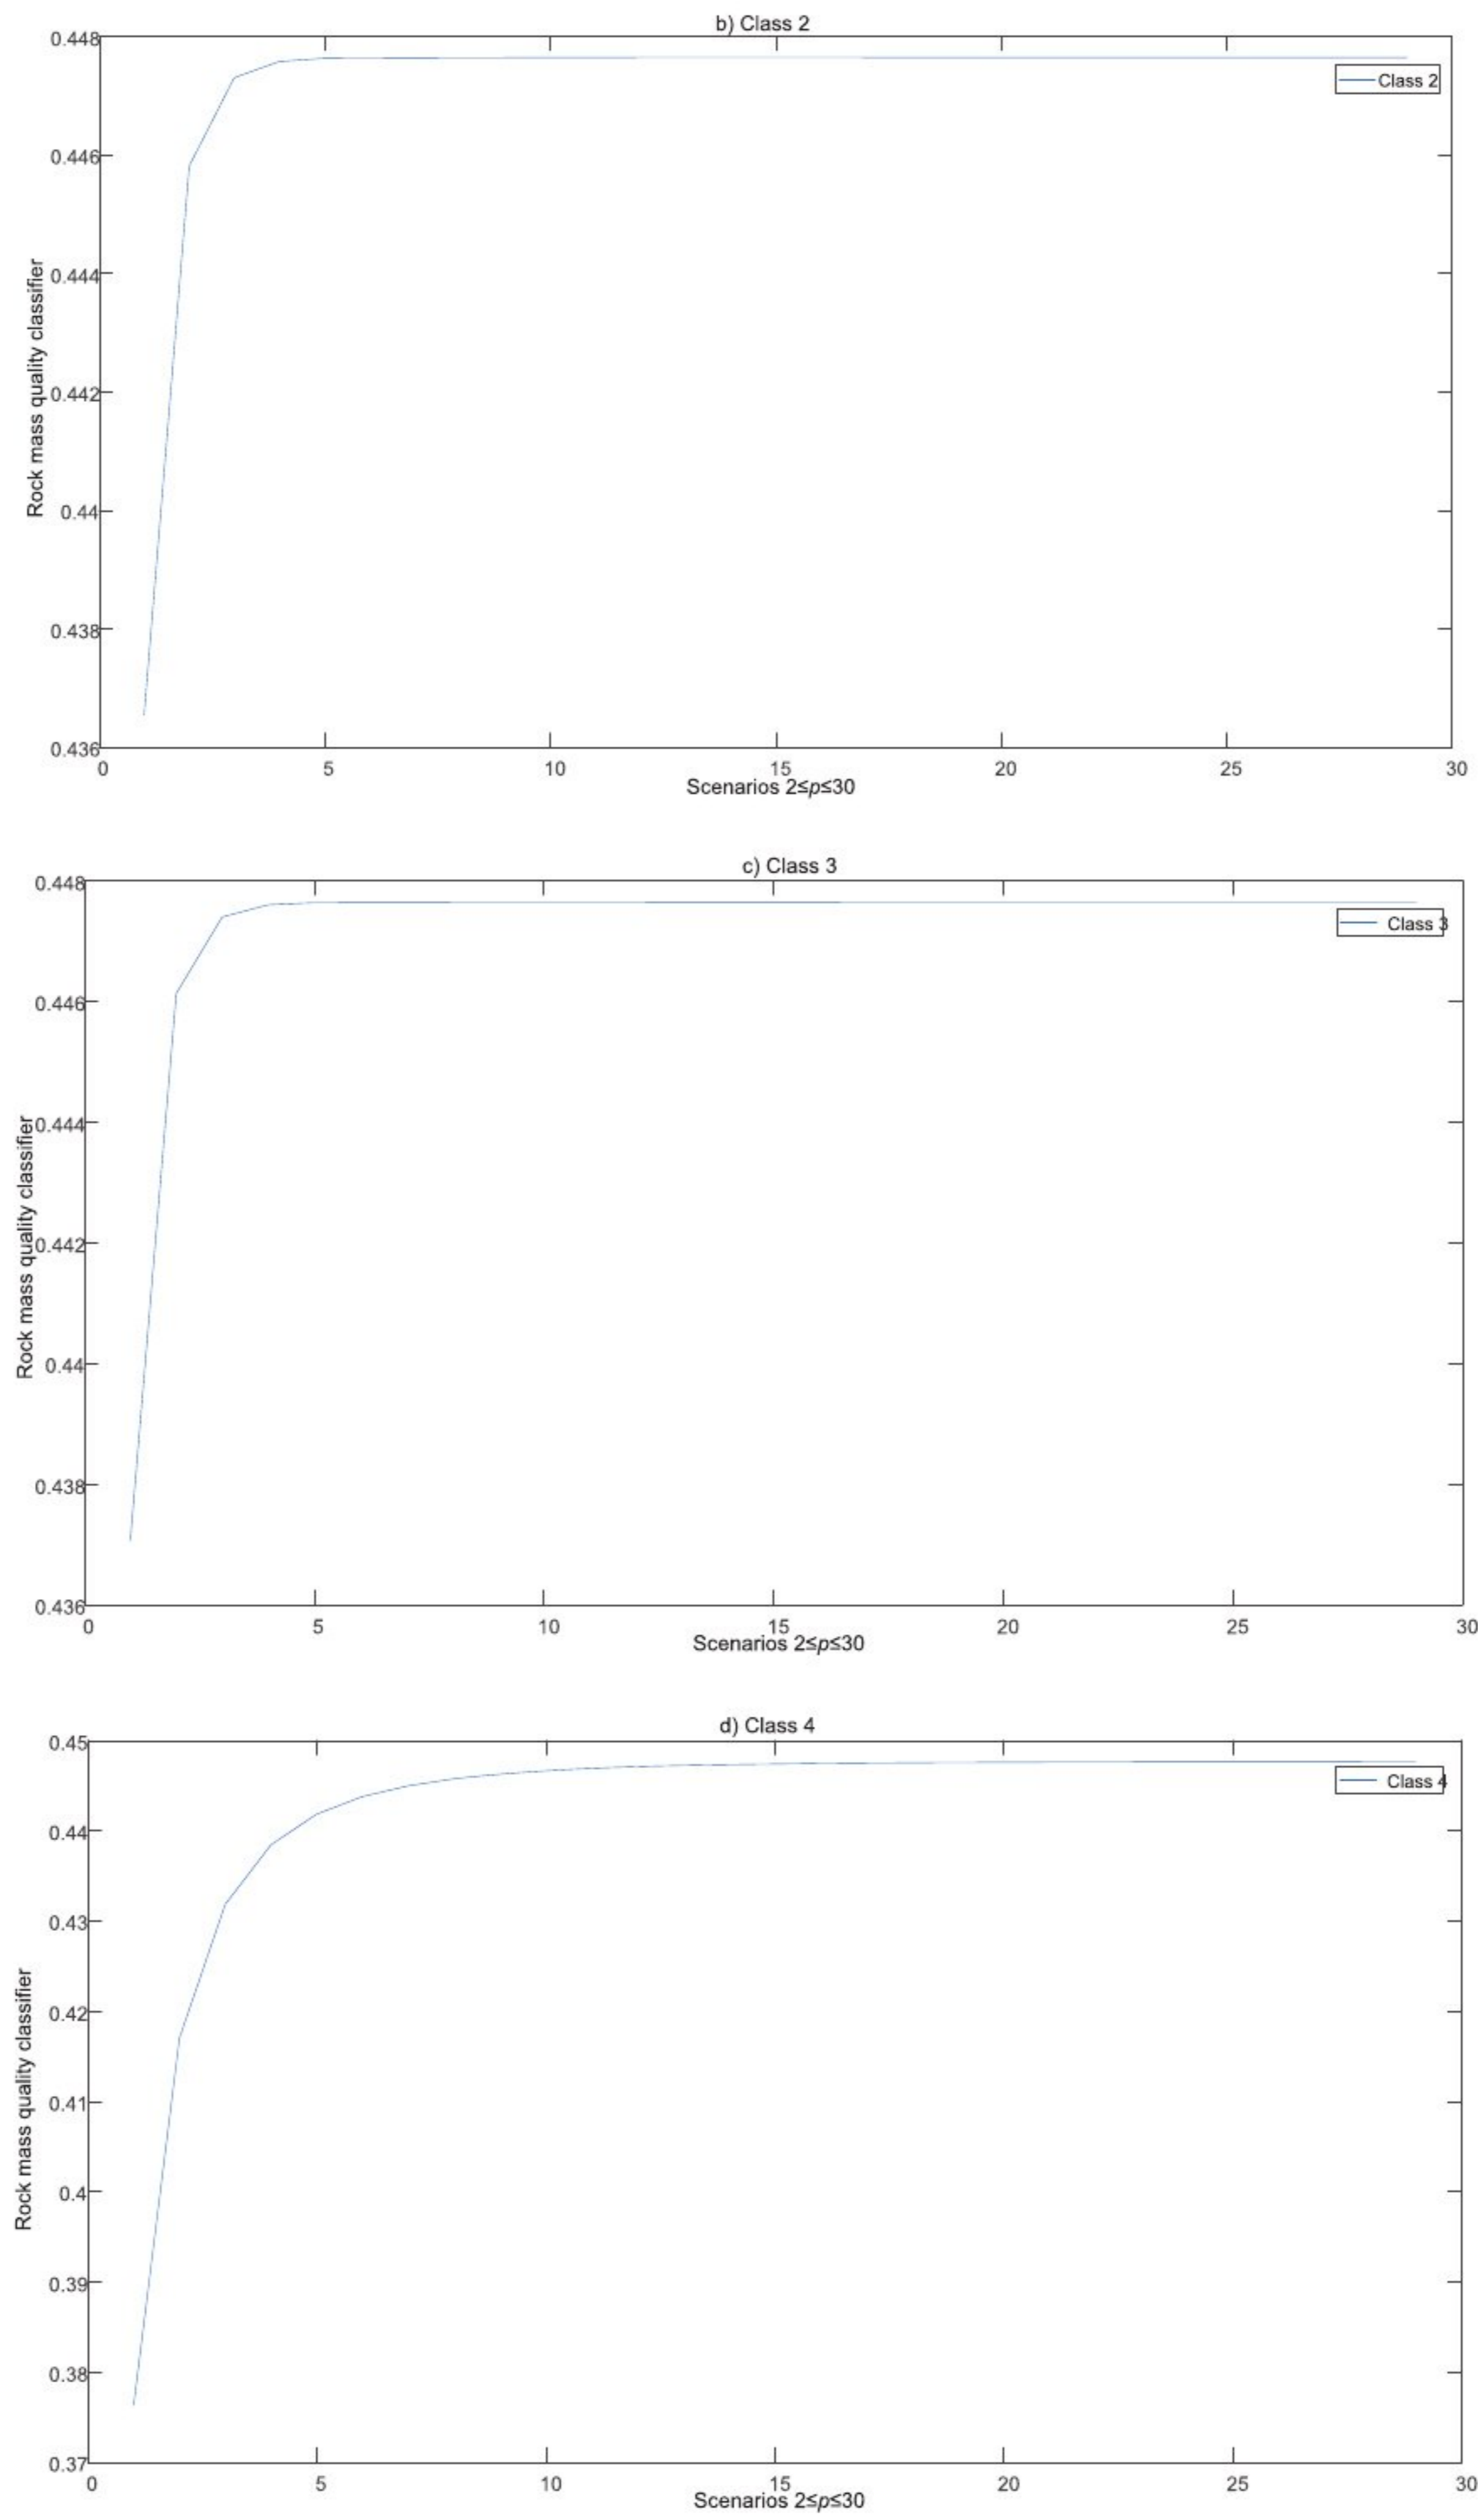 b) Class 2
0.448
Class 2
0.446
0.444
0.442
0.44
0.438
0.436
Rock mass quality classifier
0 5 10 15 20 25 30
Scenarios 2≤p≤30
c) Class 3
0.448
Class 3
0.446
0.444
0.442
0.44
0.438
0.436
Rock mass quality classifier
0 5 10 15 20 25 30
Scenarios 2≤p≤30
d) Class 4
0.45
Class 4
0.44
0.43
0.42
0.41
0.4
0.39
0.38
0.37
Rock mass quality classifier
0 5 10 15 20 25 30
Scenarios 2≤p≤30